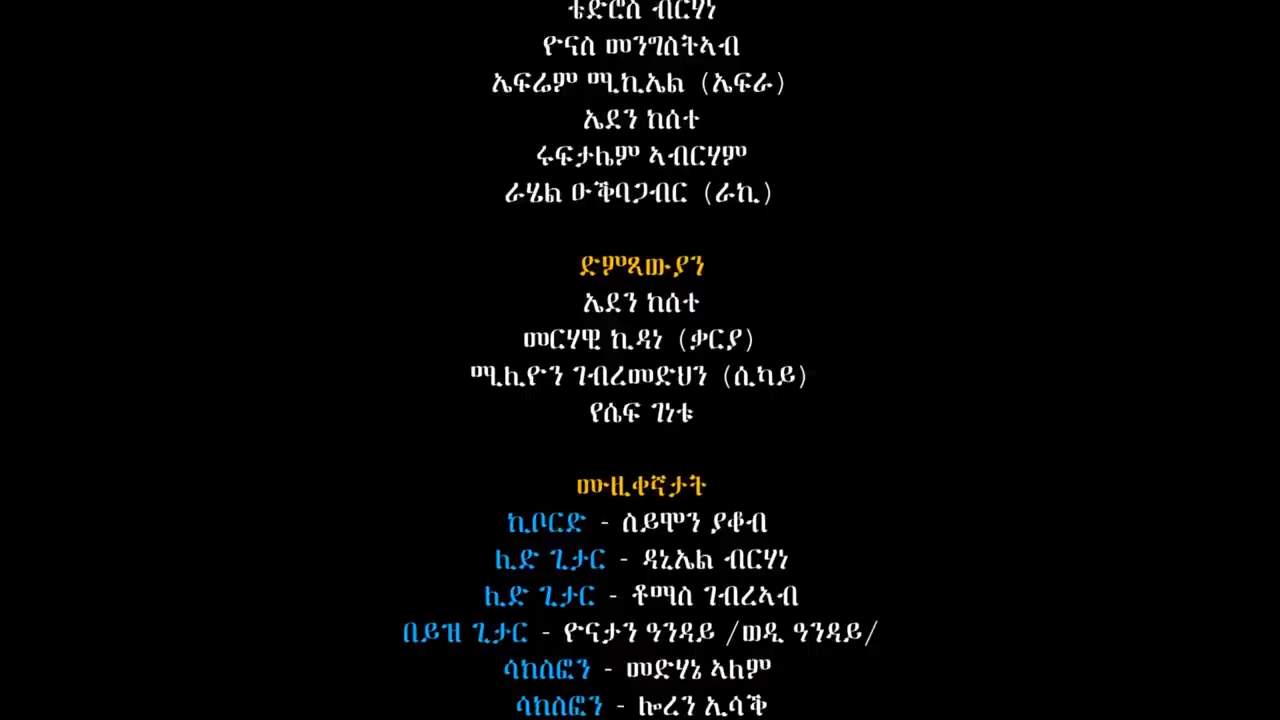 ቴድሮስ ብርሃነ
ዮናስ መንግስትኣብ
ኤፍሬም ሚኪኤል (ኤፍራ)
ኤደን ከሰተ
ሩፍታሌም ኣብርሃም
ራሄል ዑቕባጋብር (ራኪ)
ድምጻውያን
ኤደን ከሰተ
መርሃዊ ኪዳነ (ቃርያ)
ሚሊዮን ገብረመድህን (ሲካይ)
የሴፍ ገነቱ
ሙዚቀኛታት
ኪቦርድ - ስይሞን ያቆብ
ሊድ ጊታር - ዳኒኤል ብርሃነ
ሊድ ጊታር - ቶማስ ገብረኣብ
በይዝ ጊታር - ዮናታን ዓንዳይ /ወዲ ዓንዳይ/
ሳክስፎን - መድሃኔ ኣለም
ሳክስፎን - ሎረን ኢሳቕ